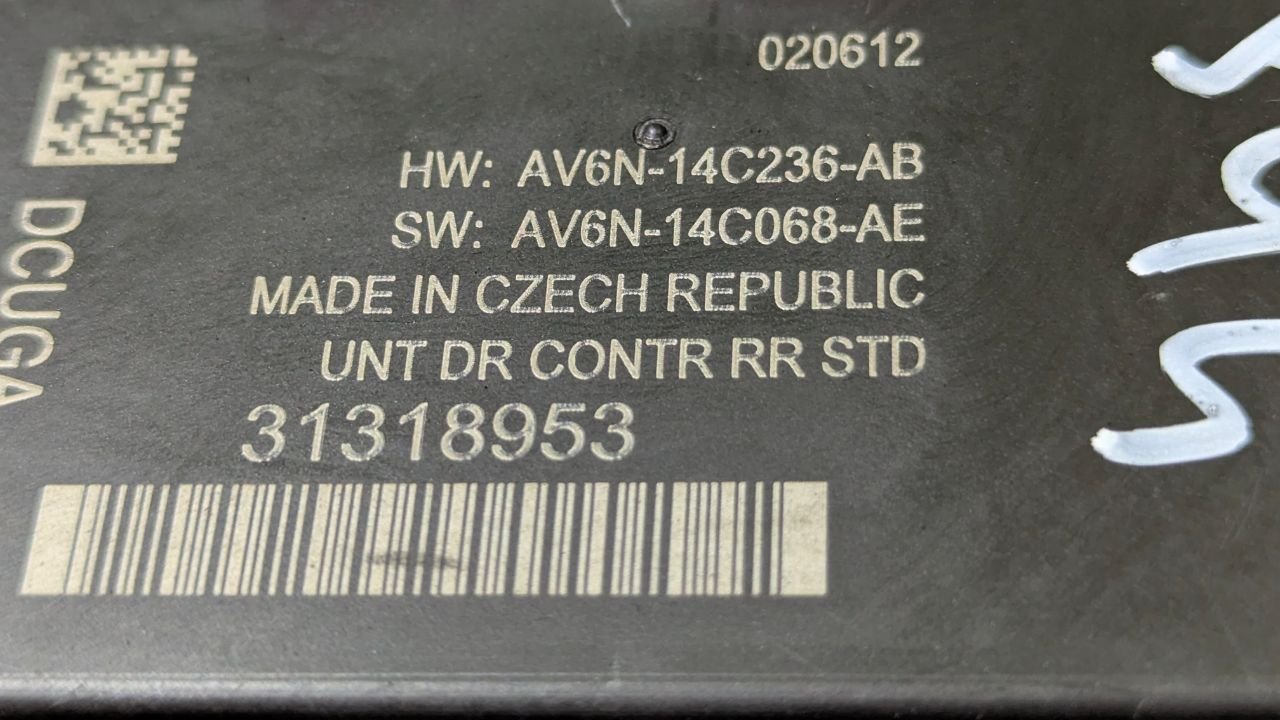 020612
HW: AV6N-14C236-AB
SW: AV6N-14C068-AE
MADE IN CZECH REPUBLIC
UNT DR CONTR RR STD
31318953
DCUGA